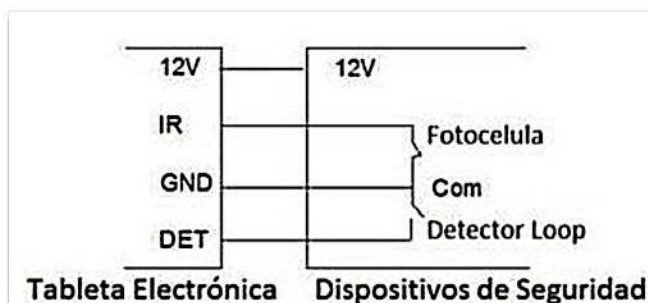 12V 12V
IR
Fotocelula
GND Com
DET Detector Loop
Tableta Electrónica Dispositivos de Seguridad